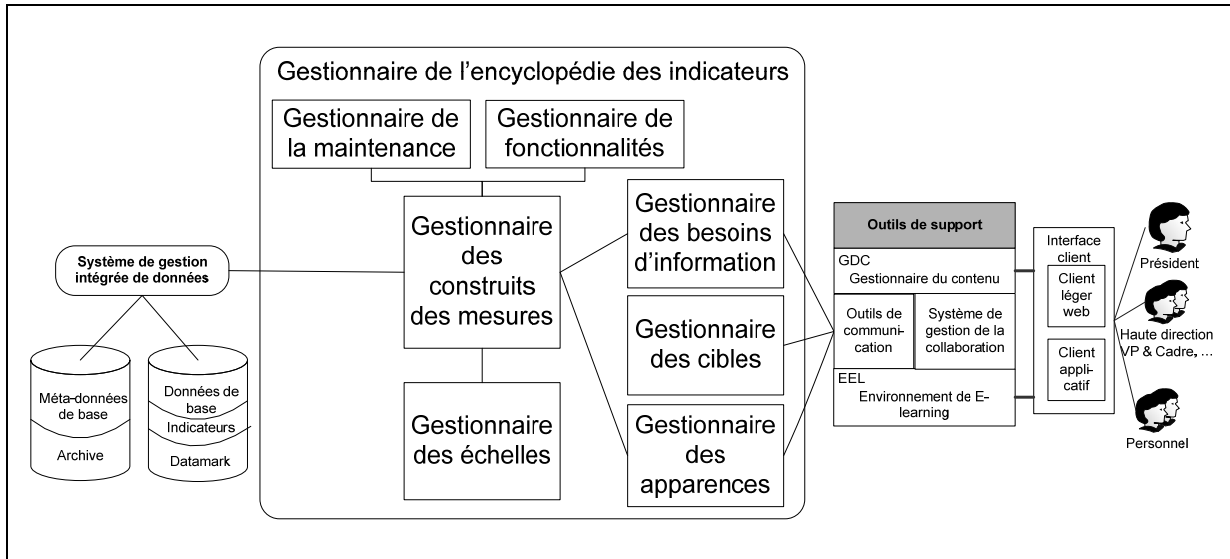 Gestionnaire de l’encyclopédie des indicateurs
Gestionnaire de
la maintenance
Gestionnaire de
fonctionnalités
Gestionnaire
des
construits
des mesures
Gestionnaire
des échelles
Gestionnaire
des besoins
d’information
Gestionnaire
des cibles
Gestionnaire
des
apparences
Système de gestion
intégrée de données
Méta-données
de base
Archive
Données de
base
Indicateurs
Datamark
Outils de support
GDC
Gestionnaire du contenu
Outils de
communi-
cation
Système de
gestion de la
collaboration
EEL
Environnement de E-
learning
Interface
client
Client
léger
web
Client
appli-
catif
Président
Haute direction
VP & Cadre, ...
Personnel